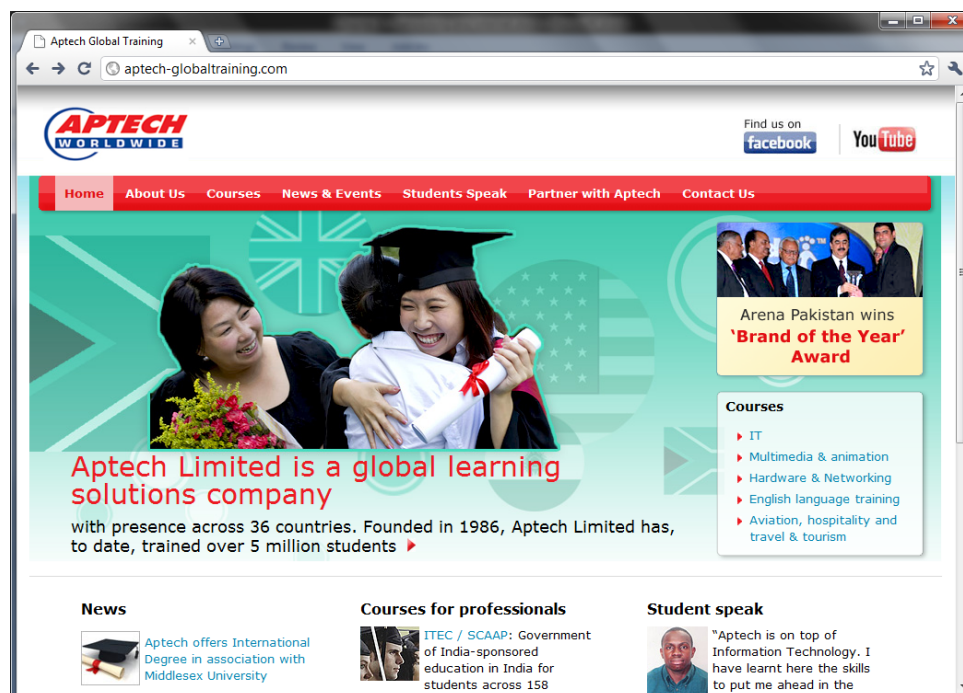 Aptech Global Training
aptech-globaltraining.com
APTECH
WORLDWIDE
Find us on
facebook
YouTube
Home About Us Courses News & Events Students Speak Partner with Aptech Contact Us
Arena Pakistan wins
‘Brand of the Year’
Award
Courses
IT
Multimedia & animation
Hardware & Networking
English language training
Aviation, hospitality and
travel & tourism
Aptech Limited is a global learning
solutions company
with presence across 36 countries. Founded in 1986, Aptech Limited has,
to date, trained over 5 million students
News
Aptech offers International
Degree in association with
Middlesex University
Courses for professionals
ITEC / SCAAP: Government
of India-sponsored
education in India for
students across 158
Student speak
“Aptech is on top of
Information Technology. I
have learnt here the skills
to put me ahead in the